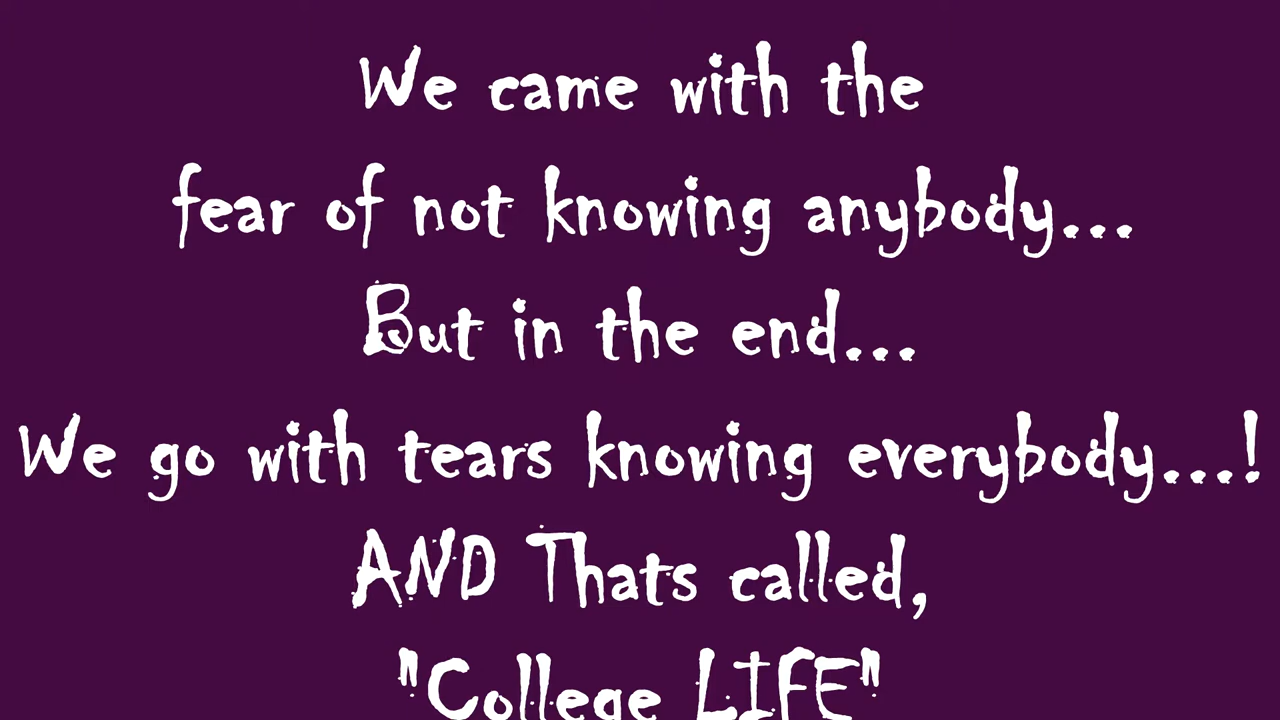 We came with the
fear of not knowing anybody...
But in the end...
We go with tears knowing everybody...!
AND Thats called,
"College LIFE"